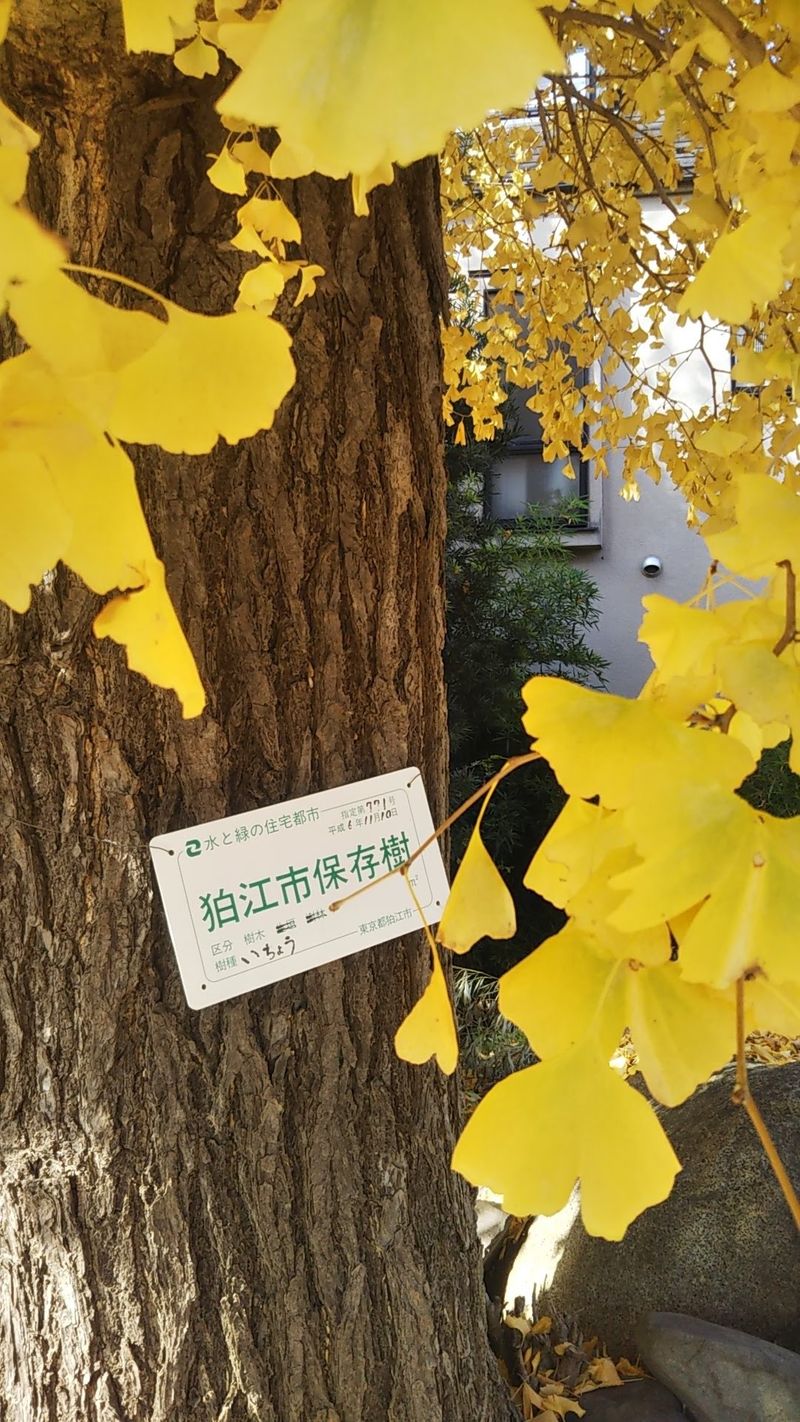 水と緑の住宅都市
指定第771号
平成6年11月10日
狛江市保存樹
区分 樹木
m²
樹種 いちょう
東京都狛江市